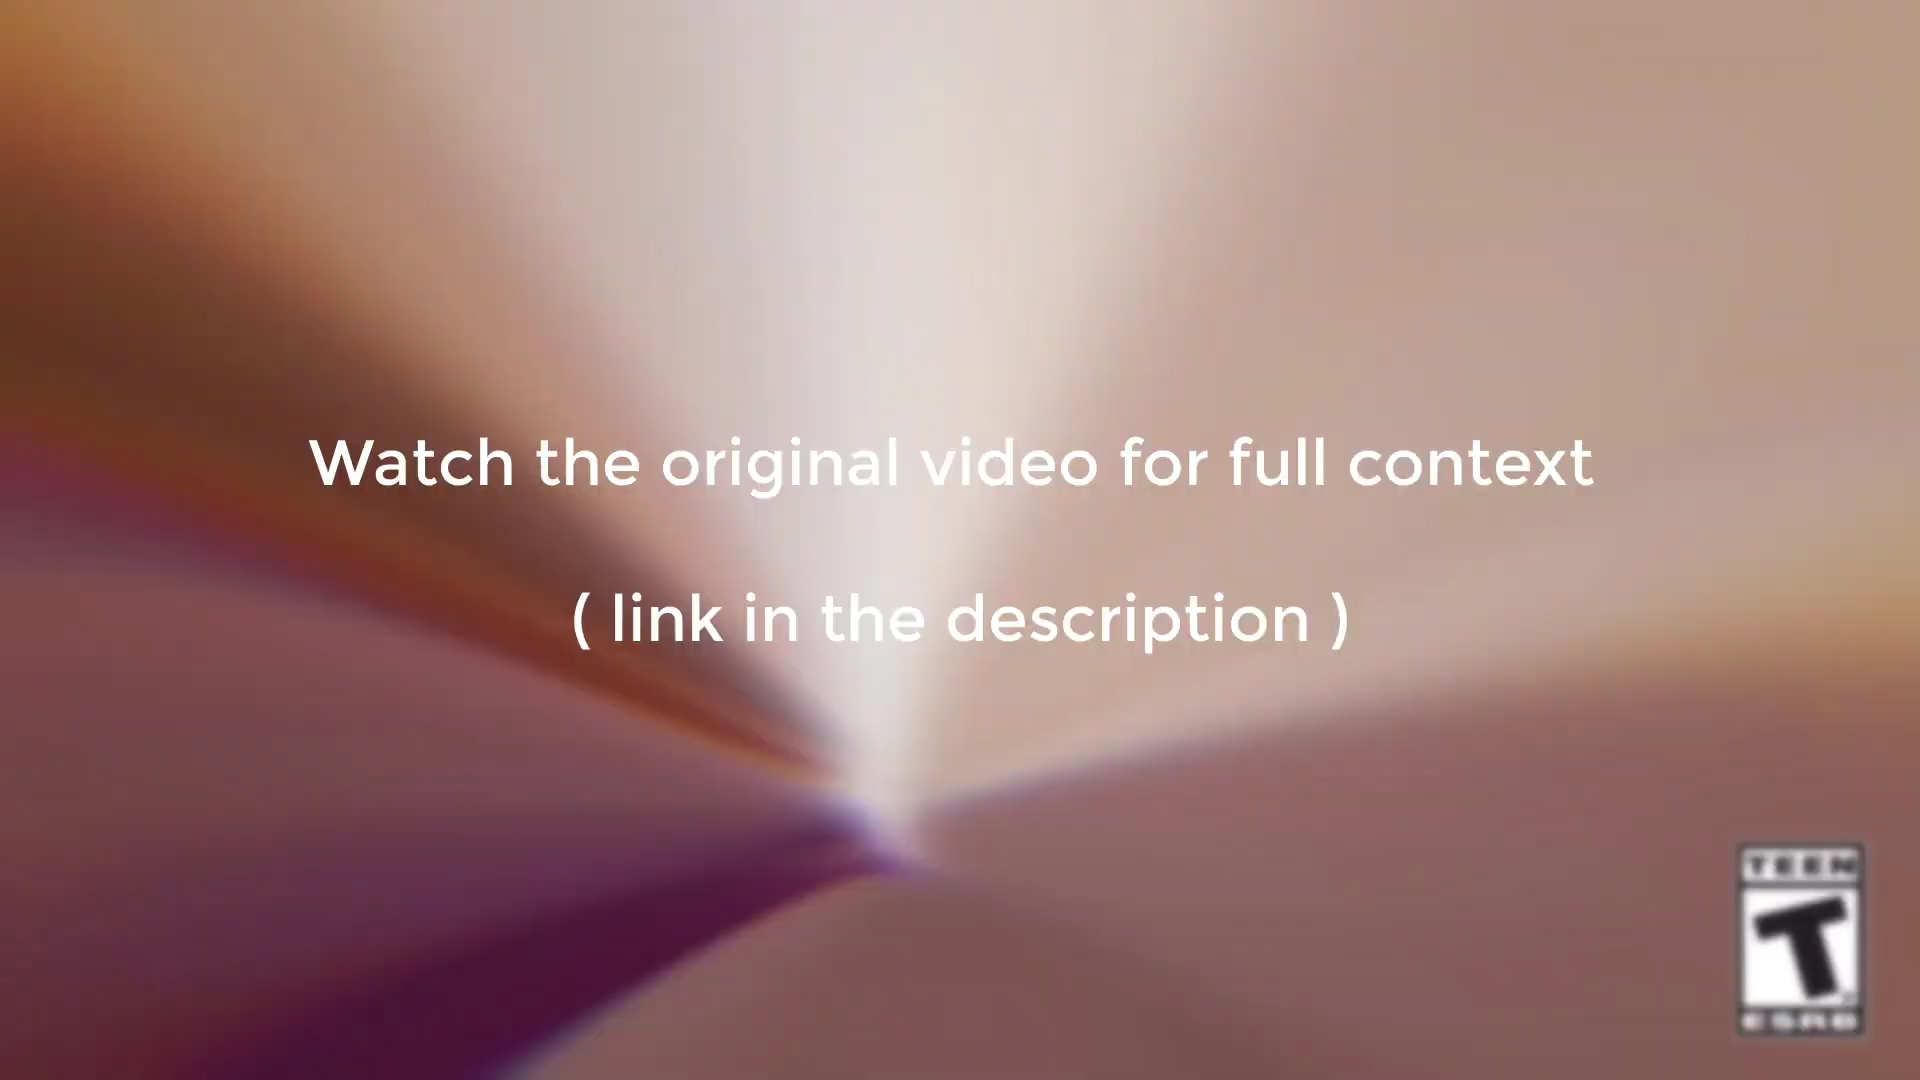 Watch the original video for full context
( link in the description )
TEEN
T
ESRB